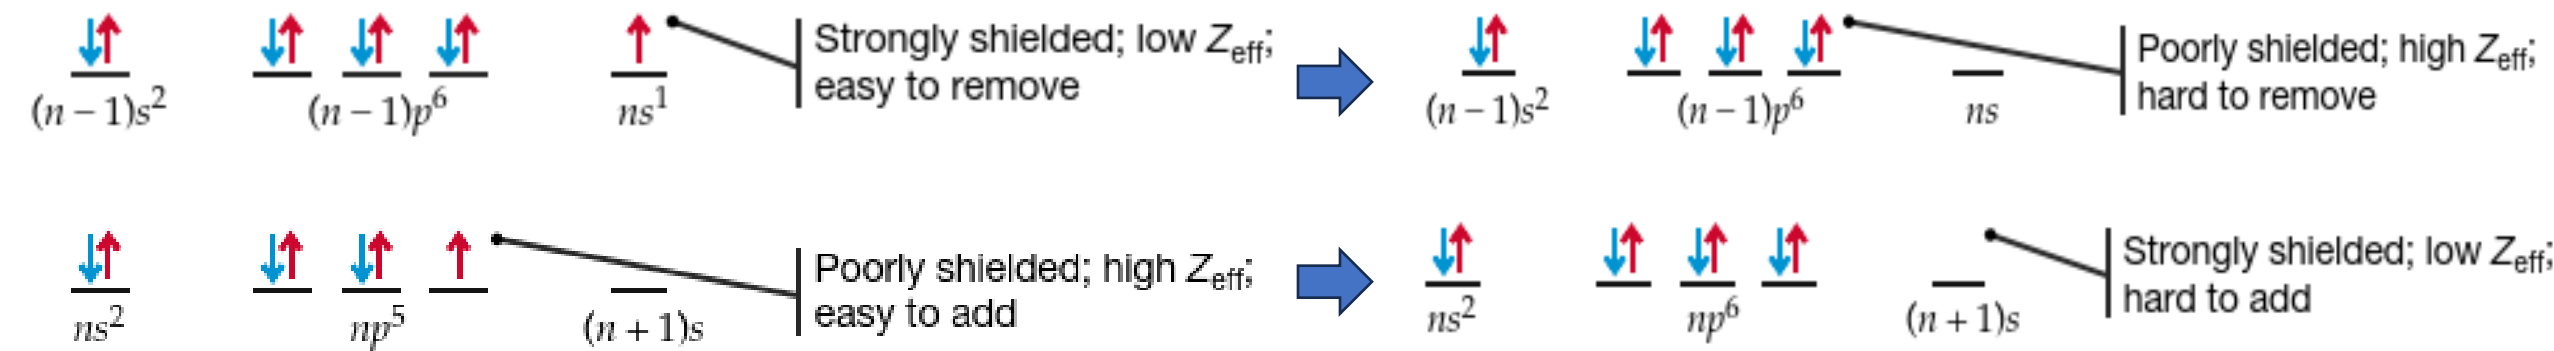 Strongly shielded; low Zeff;
easy to remove
(n − 1)s² (n − 1)p⁶ ns¹
Poorly shielded; high Zeff;
hard to remove
(n − 1)s² (n − 1)p⁶ ns
Poorly shielded; high Zeff;
easy to add
ns² np⁵ (n + 1)s
Strongly shielded; low Zeff;
hard to add
ns² np⁶ (n + 1)s